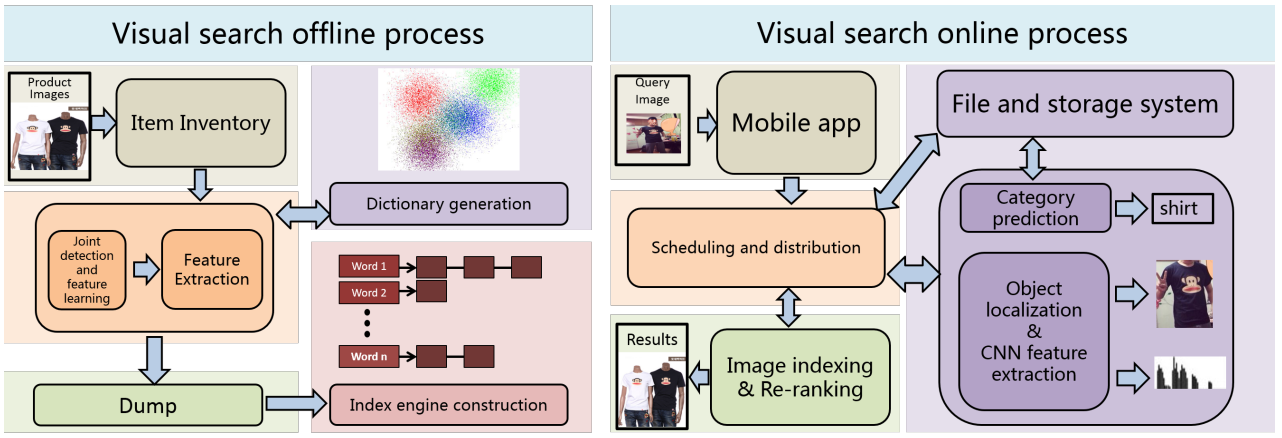 Visual search offline process
Product
Images
Item Inventory
Dictionary generation
Joint
detection
and
feature
learning
Feature
Extraction
Word 1
Word 2
Word n
Dump
Index engine construction
Visual search online process
Query
Image
Mobile app
File and storage system
Scheduling and distribution
Category
prediction
shirt
Object
localization
&
CNN feature
extraction
Results
Image indexing
& Re-ranking